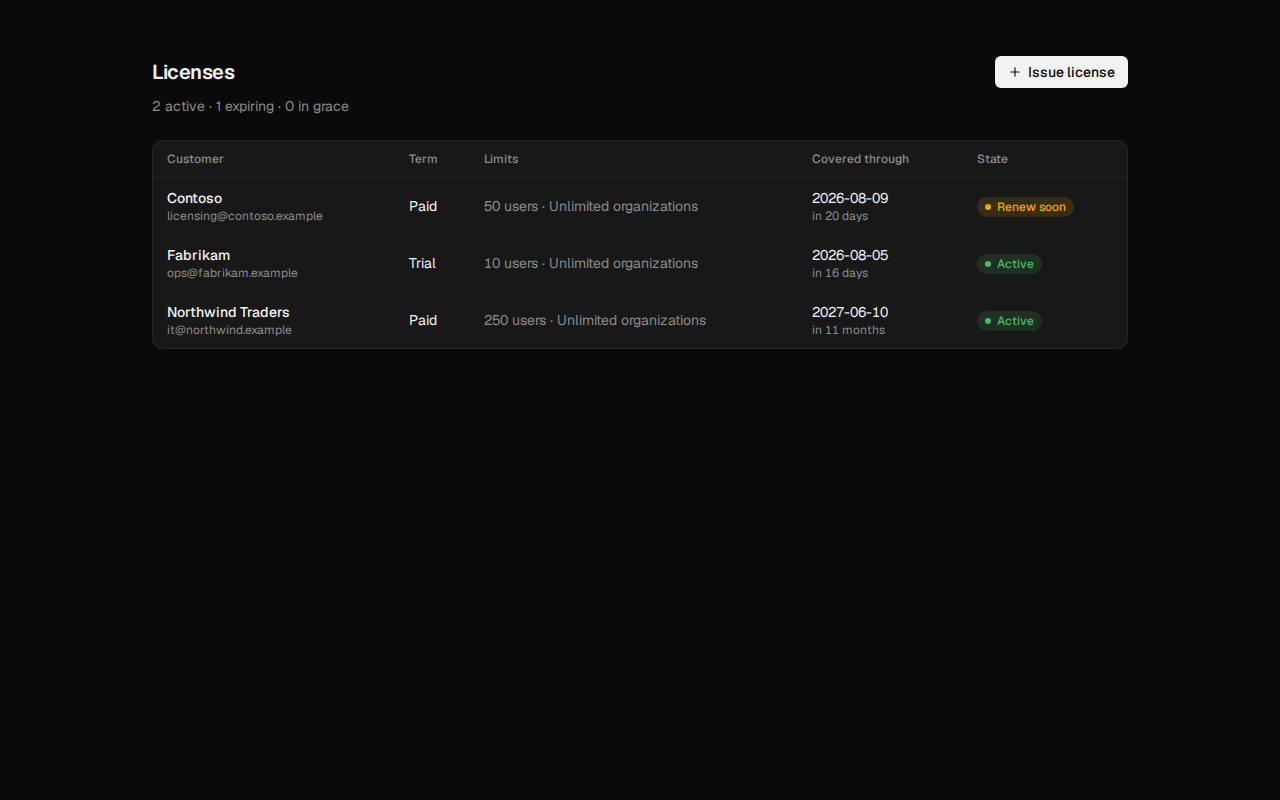 Licenses
Issue license
2 active · 1 expiring · 0 in grace
Customer Term Limits Covered through State
Contoso
licensing@contoso.example
Paid
50 users · Unlimited organizations
2026-08-09
in 20 days
Renew soon
Fabrikam
ops@fabrikam.example
Trial
10 users · Unlimited organizations
2026-08-05
in 16 days
Active
Northwind Traders
it@northwind.example
Paid
250 users · Unlimited organizations
2027-06-10
in 11 months
Active